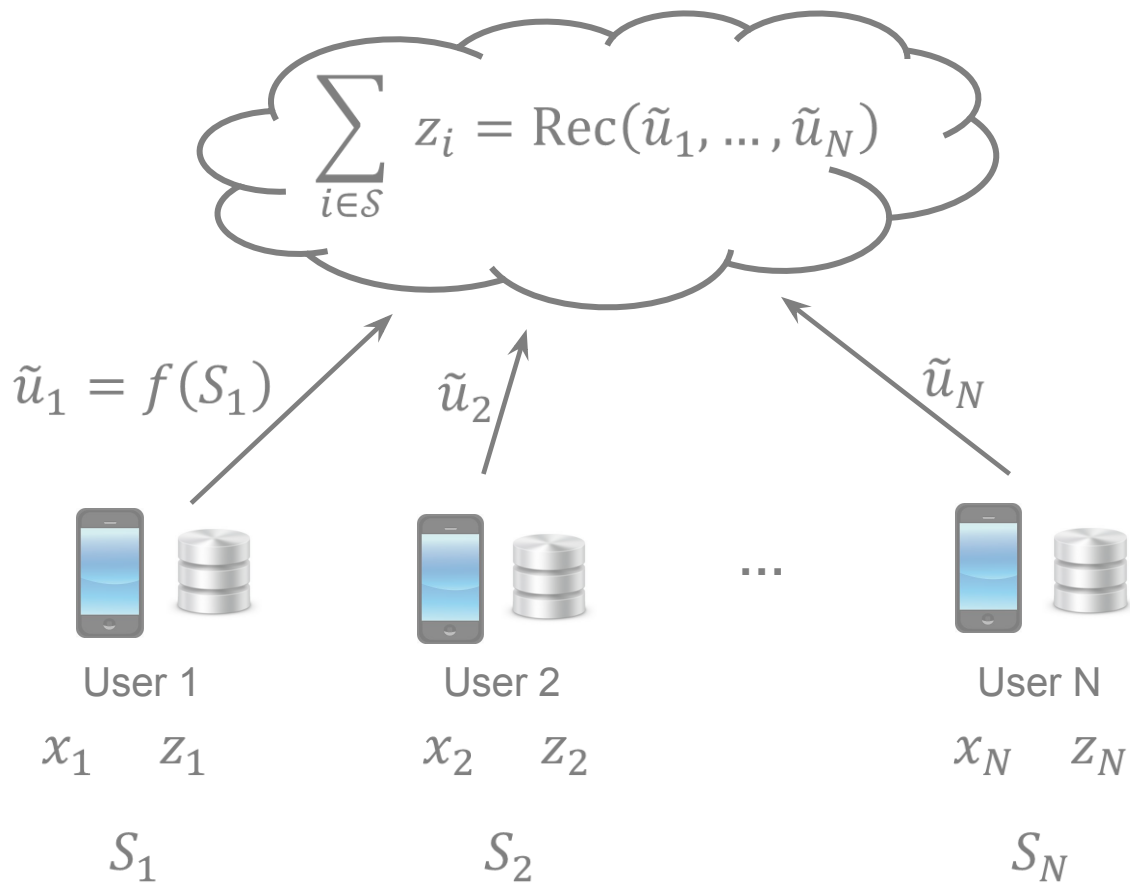 ∑_{i∈𝒮} z_i = Rec(ũ_1, … , ũ_N)
ũ_1 = f(S_1)
ũ_2
ũ_N
...
User 1
User 2
User N
x_1 z_1
x_2 z_2
x_N z_N
S_1
S_2
S_N